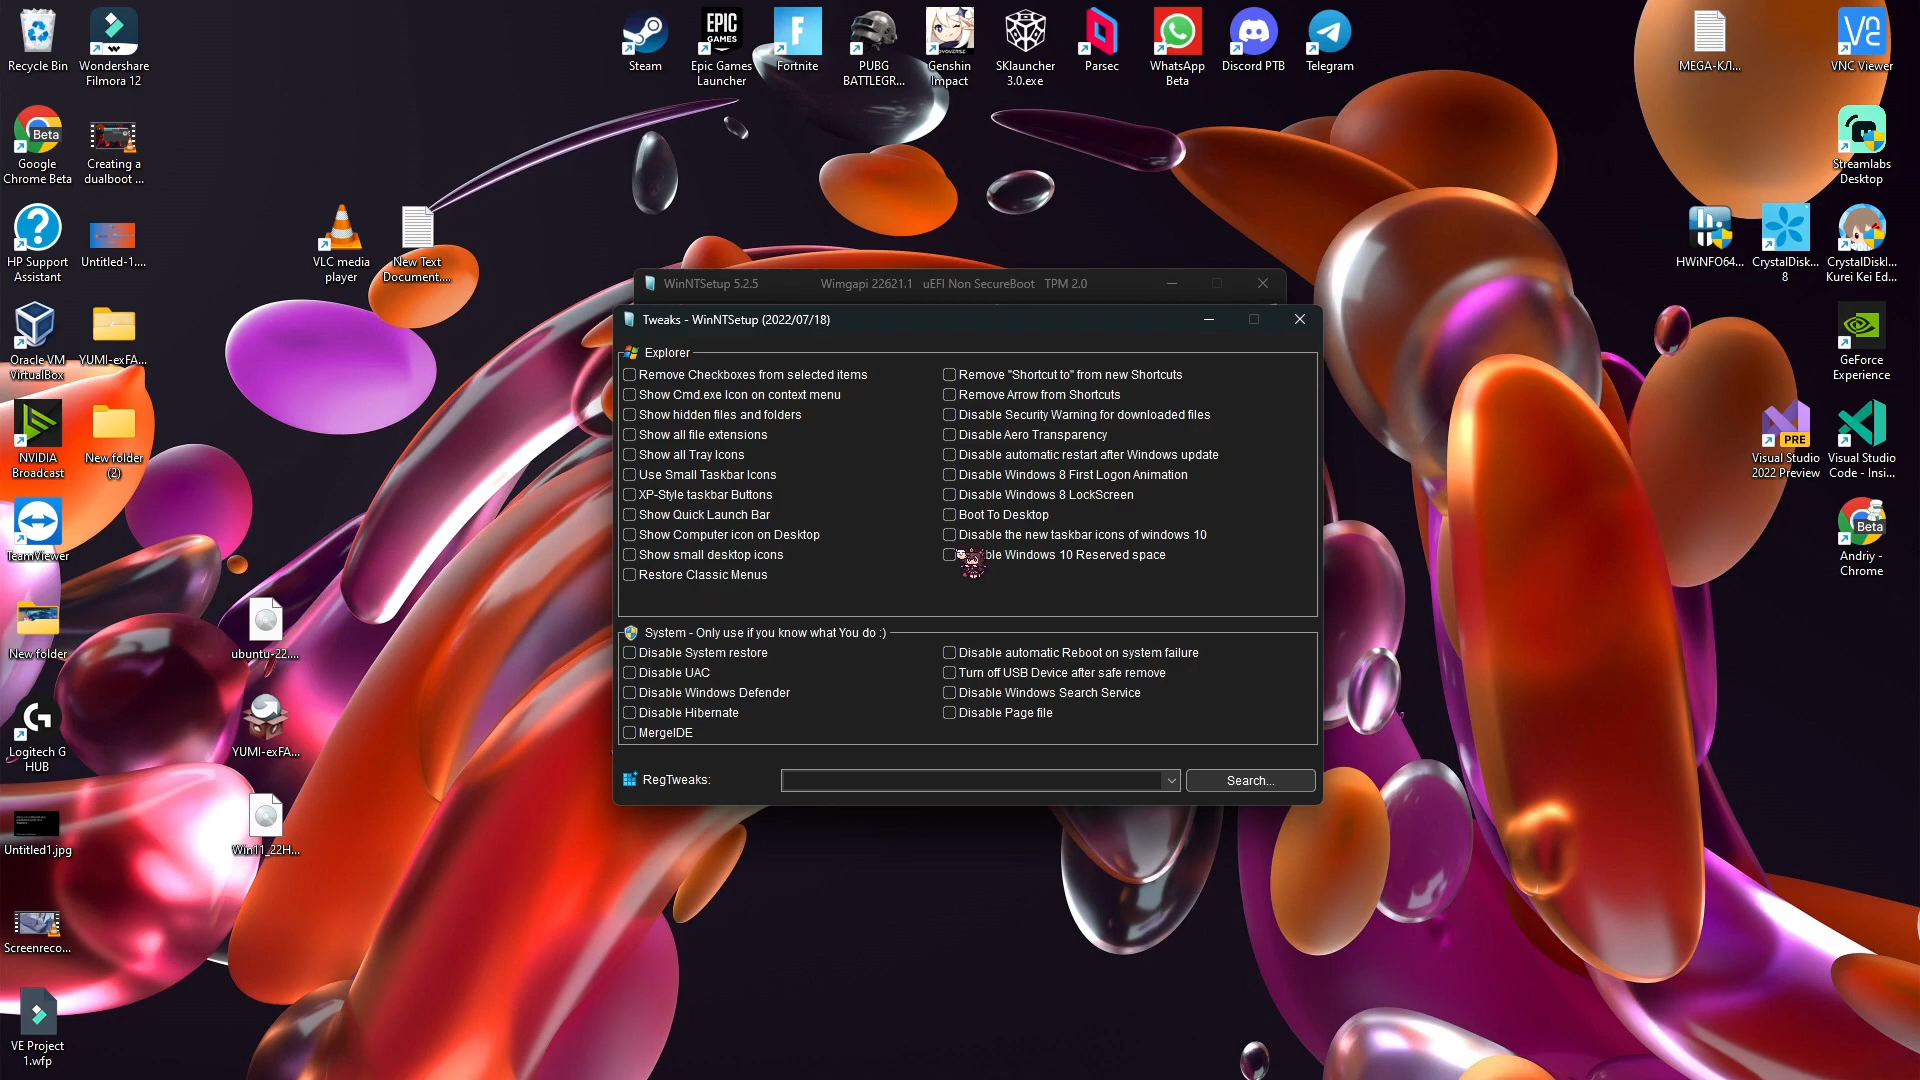 Recycle Bin
Wondershare
Filmora 12
Steam
EPIC
GAMES
Epic Games
Launcher
Fortnite
PUBG
BATTLEGR...
Genshin
Impact
SKlauncher
3.0.exe
Parsec
WhatsApp
Beta
Discord PTB
Telegram
MEGA-КЛ...
VNC Viewer
Beta
Google
Chrome Beta
Creating a
dualboot ...
Streamlabs
Desktop
HP Support
Assistant
Untitled-1....
VLC media
player
New Text
Document....
HWiNFO64...
CrystalDisk...
8
CrystalDiskI...
Kurei Kei Ed...
WinNTSetup 5.2.5
Wimgapi 22621.1 uEFI Non SecureBoot TPM 2.0
Tweaks - WinNTSetup (2022/07/18)
Explorer
Remove Checkboxes from selected items
Show Cmd.exe Icon on context menu
Show hidden files and folders
Show all file extensions
Show all Tray Icons
Use Small Taskbar Icons
XP-Style taskbar Buttons
Show Quick Launch Bar
Show Computer icon on Desktop
Show small desktop icons
Restore Classic Menus
Remove "Shortcut to" from new Shortcuts
Remove Arrow from Shortcuts
Disable Security Warning for downloaded files
Disable Aero Transparency
Disable automatic restart after Windows update
Disable Windows 8 First Logon Animation
Disable Windows 8 LockScreen
Boot To Desktop
Disable the new taskbar icons of windows 10
ble Windows 10 Reserved space
System - Only use if you know what You do :)
Disable System restore
Disable UAC
Disable Windows Defender
Disable Hibernate
MergeIDE
Disable automatic Reboot on system failure
Turn off USB Device after safe remove
Disable Windows Search Service
Disable Page file
RegTweaks:
Search...
Oracle VM
VirtualBox
YUMI-exFA...
GeForce
Experience
NVIDIA
Broadcast
New folder
(2)
PRE
Visual Studio
2022 Preview
Visual Studio
Code - Insi...
TeamViewer
Beta
Andriy -
Chrome
New folder
ubuntu-22....
Logitech G
HUB
YUMI-exFA...
Untitled1.jpg
Win11_22H...
Screenreco...
VE Project
1.wfp